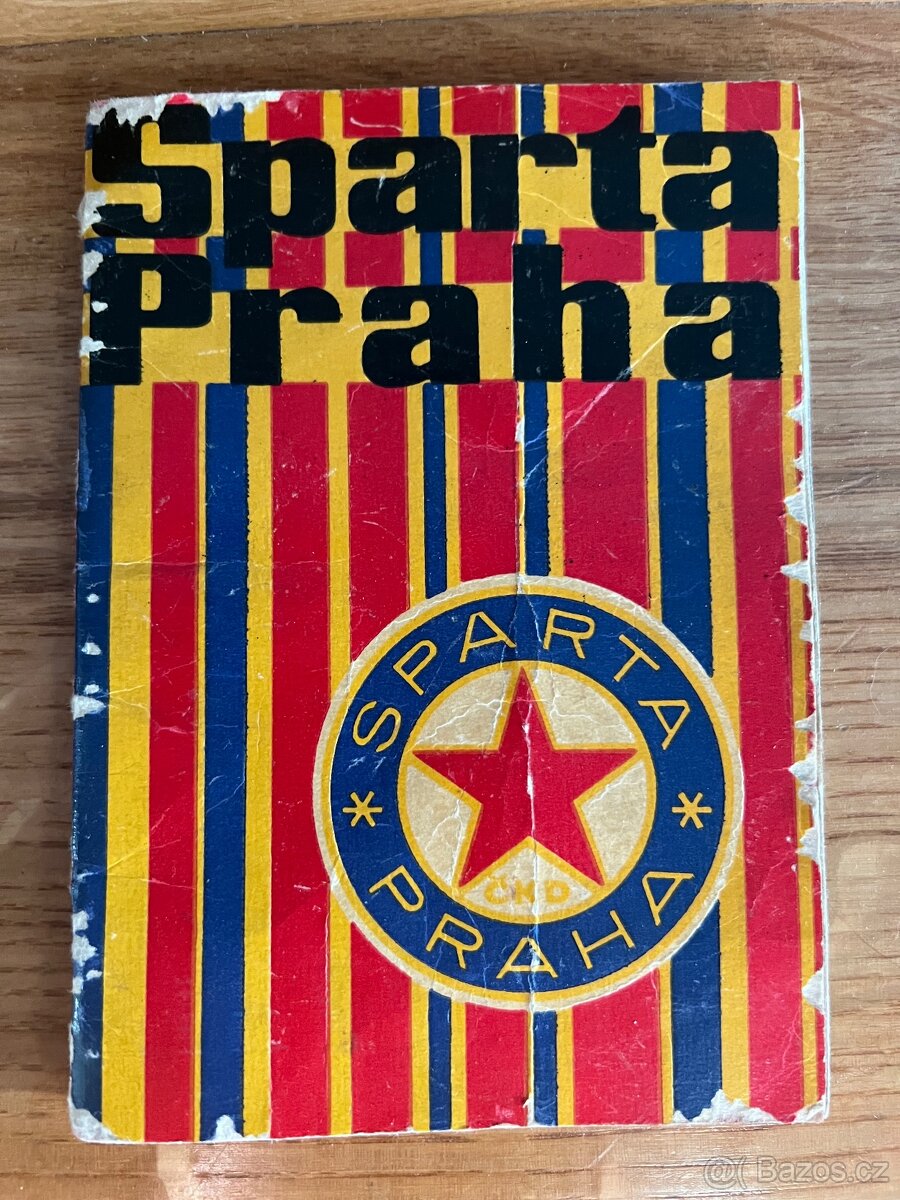 Sparta
Praha
SPARTA
* PRAHA *
ČKD
@( Bazos.cz